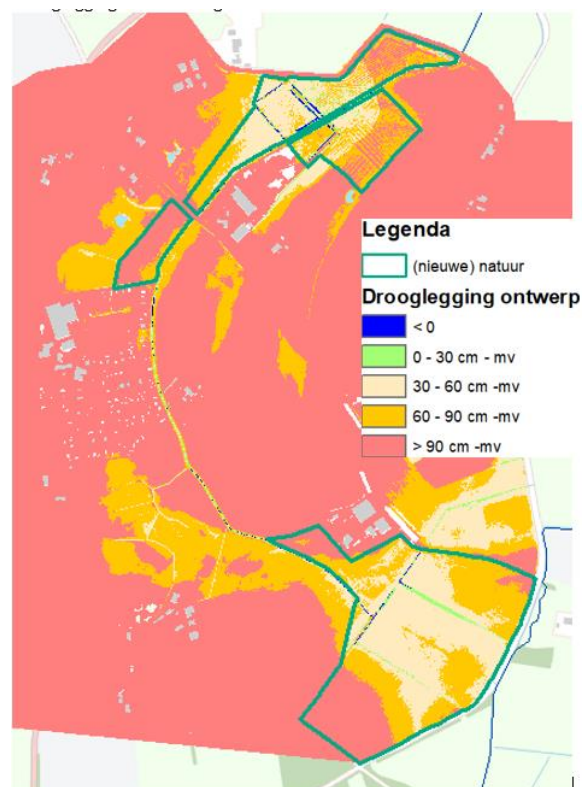 Legenda
(nieuwe) natuur
Drooglegging ontwerp
< 0
0 - 30 cm - mv
30 - 60 cm -mv
60 - 90 cm -mv
> 90 cm -mv